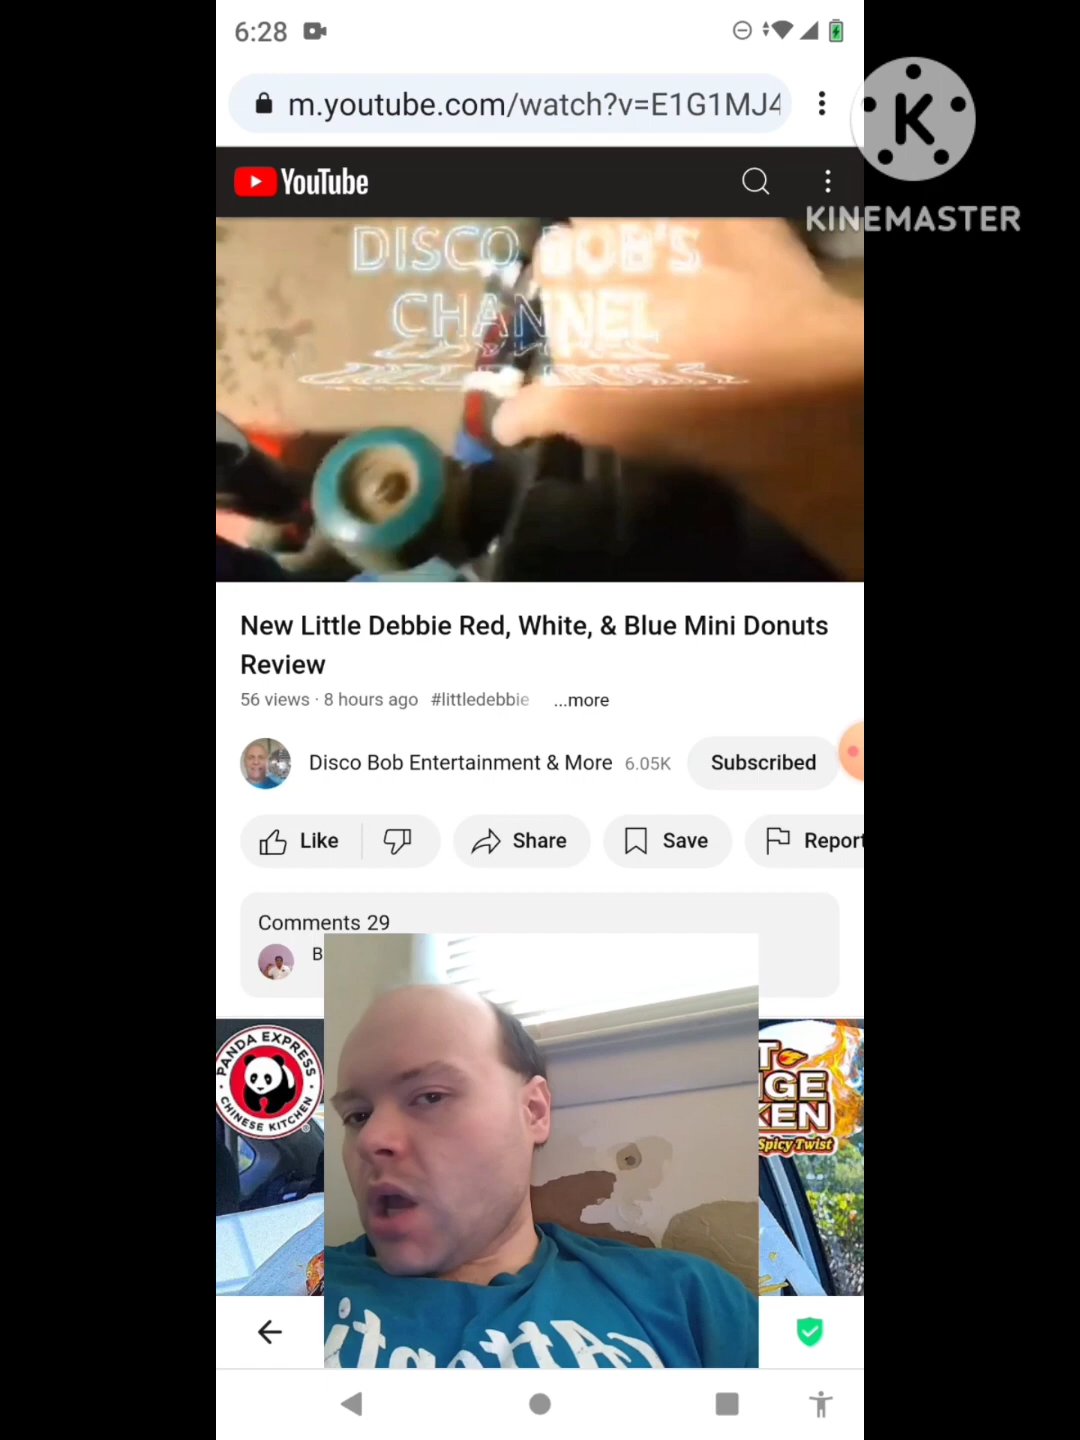 6:28
m.youtube.com/watch?v=E1G1MJ4
K
KINEMASTER
YouTube
DISCO BOB'S
CHANNEL
New Little Debbie Red, White, & Blue Mini Donuts
Review
56 views · 8 hours ago #littledebbie ...more
Disco Bob Entertainment & More 6.05K Subscribed
Like Share Save Report
Comments 29
B
PANDA EXPRESS
CHINESE KITCHEN
T
GE
KEN
Spicy Twist